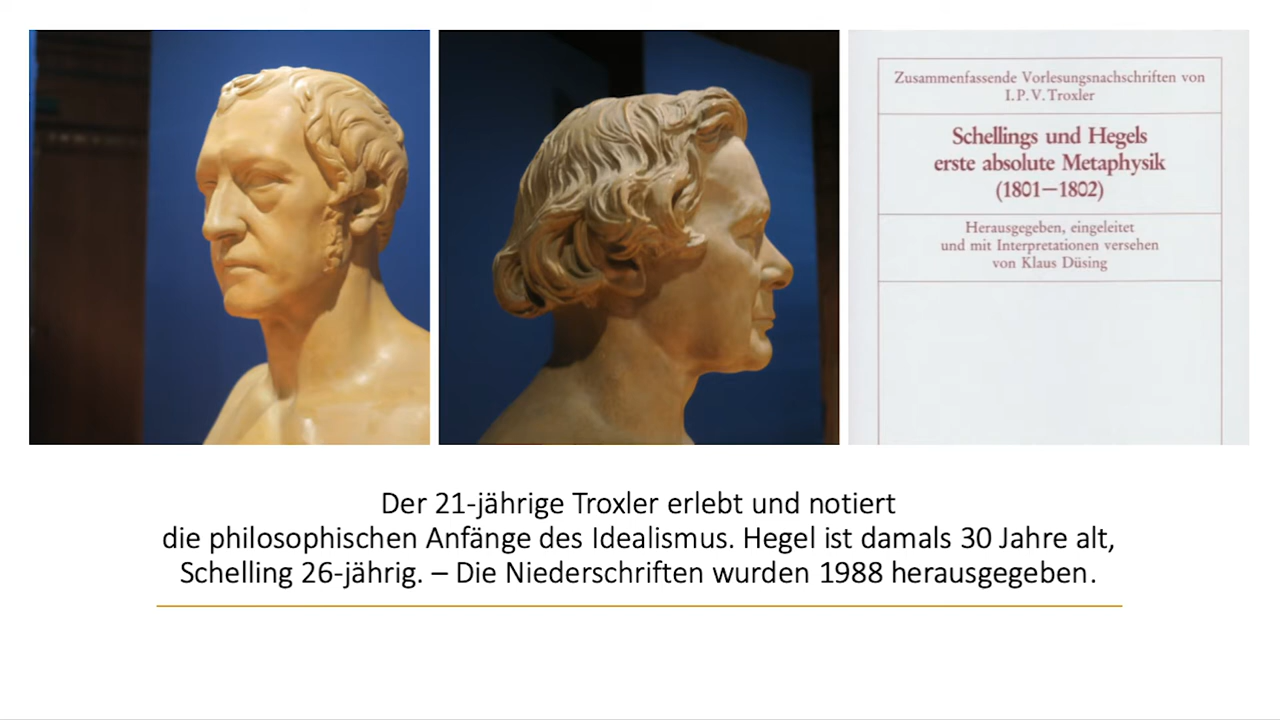 Zusammenfassende Vorlesungsnachschriften von
I. P. V. Troxler
Schellings und Hegels
erste absolute Metaphysik
(1801—1802)
Herausgegeben, eingeleitet
und mit Interpretationen versehen
von Klaus Düsing
Der 21-jährige Troxler erlebt und notiert
die philosophischen Anfänge des Idealismus. Hegel ist damals 30 Jahre alt,
Schelling 26-jährig. – Die Niederschriften wurden 1988 herausgegeben.